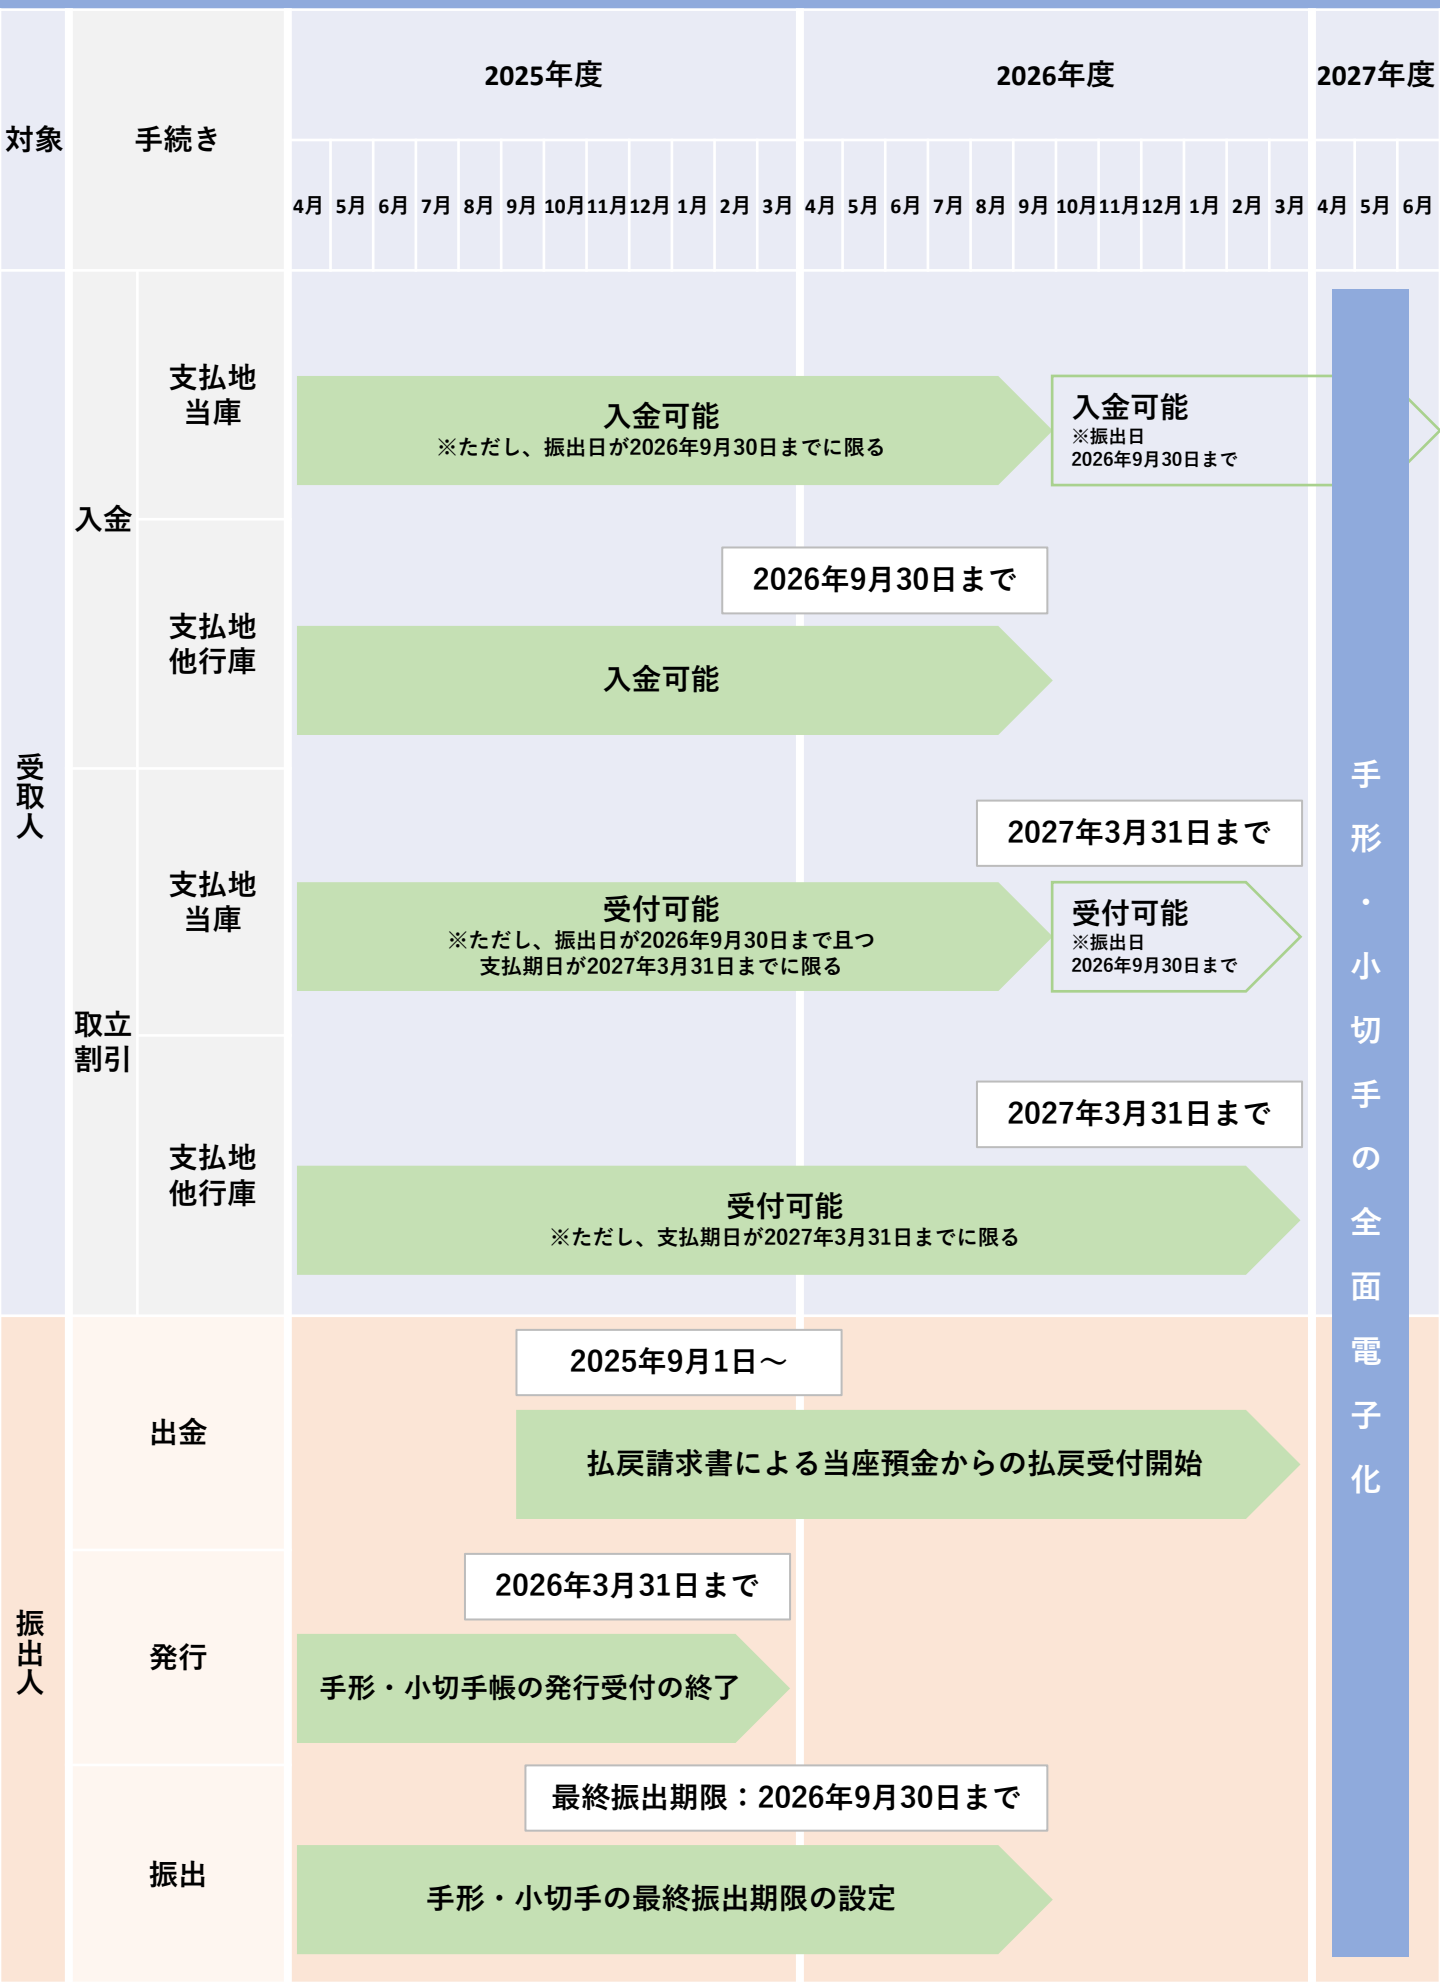 2025年度
2026年度
2027年度
対象
手続き
4月 5月 6月 7月 8月 9月 10月 11月 12月 1月 2月 3月 4月 5月 6月 7月 8月 9月 10月 11月 12月 1月 2月 3月 4月 5月 6月
受取人
入金
支払地
当庫
入金可能
※ただし、振出日が2026年9月30日までに限る
入金可能
※振出日
2026年9月30日まで
支払地
他行庫
2026年9月30日まで
入金可能
取立
割引
支払地
当庫
2027年3月31日まで
受付可能
※ただし、振出日が2026年9月30日まで且つ
支払期日が2027年3月31日までに限る
受付可能
※振出日
2026年9月30日まで
支払地
他行庫
2027年3月31日まで
受付可能
※ただし、支払期日が2027年3月31日までに限る
手形・小切手の全面電子化
振出人
出金
2025年9月1日～
払戻請求書による当座預金からの払戻受付開始
発行
2026年3月31日まで
手形・小切手帳の発行受付の終了
振出
最終振出期限：2026年9月30日まで
手形・小切手の最終振出期限の設定